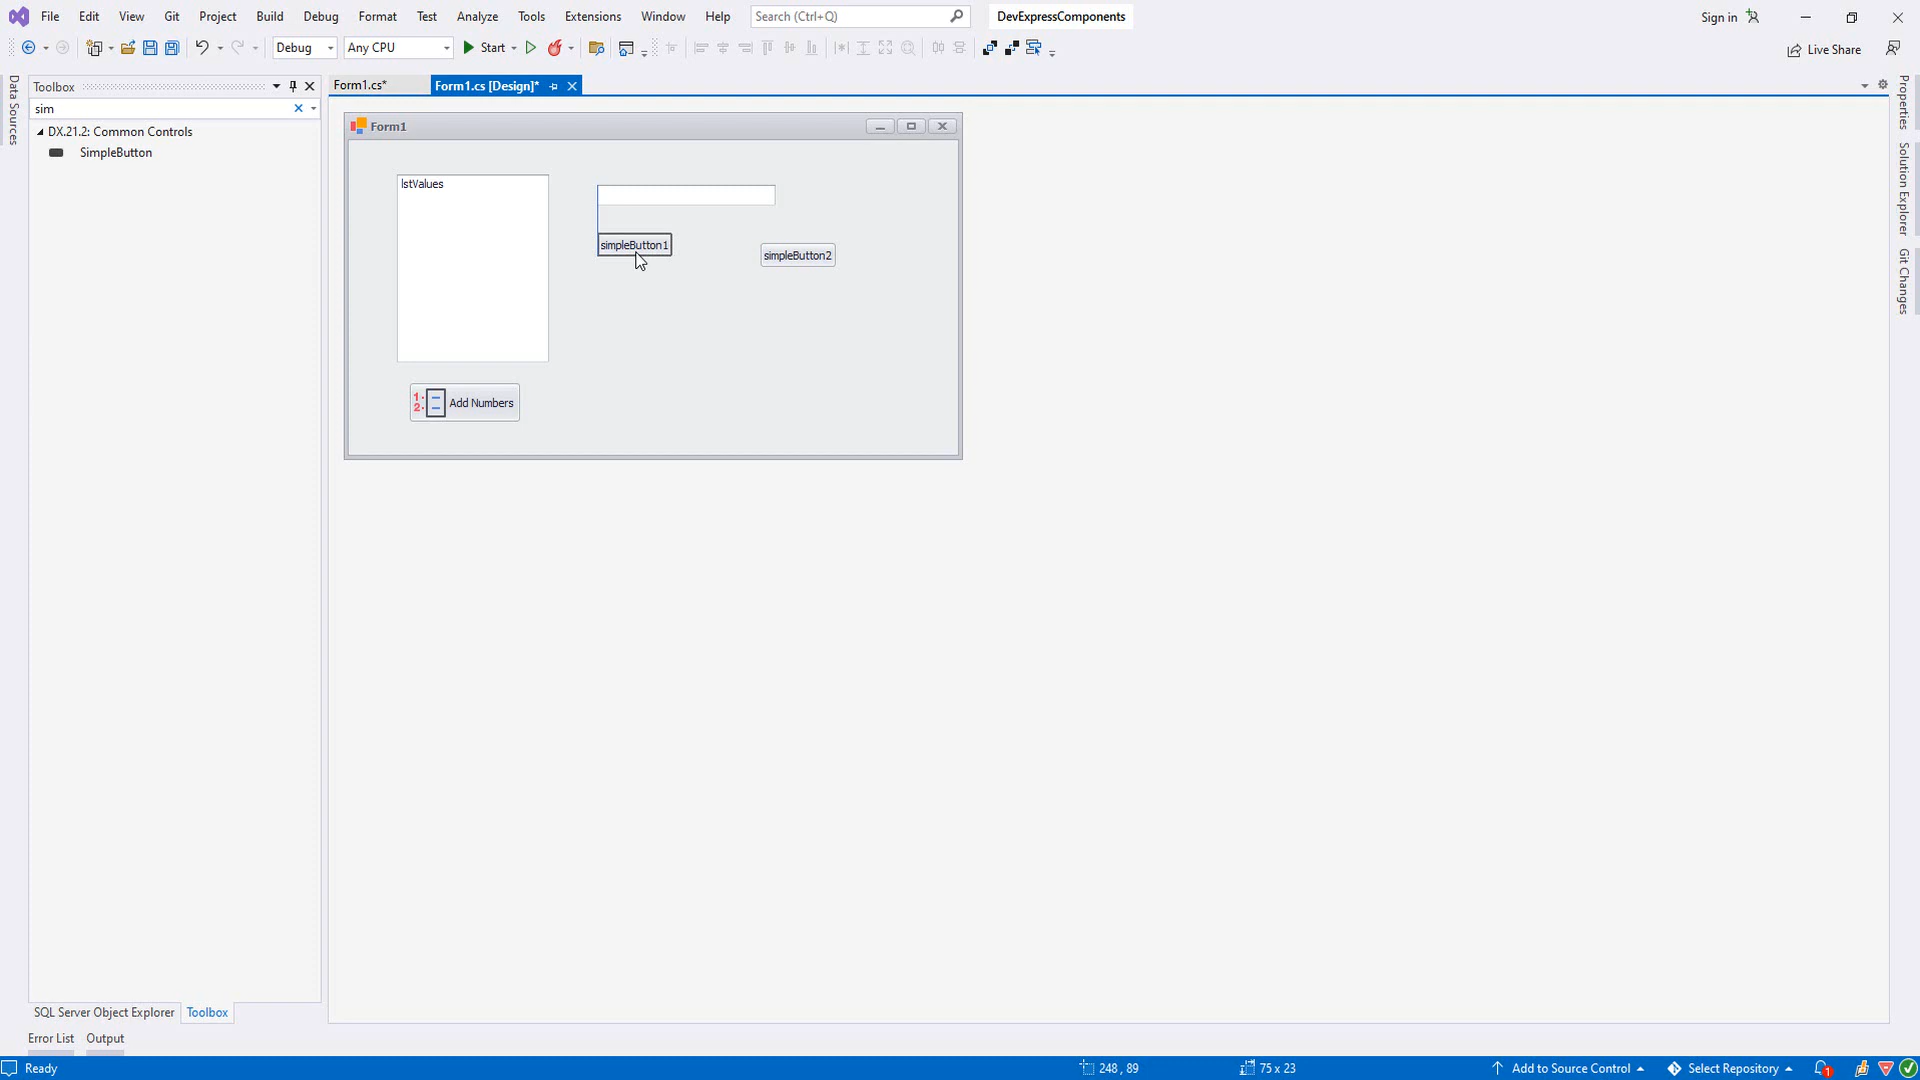 File Edit View Git Project Build Debug Format Test Analyze Tools Extensions Window Help Search (Ctrl+Q) DevExpressComponents Sign in
Debug Any CPU Start Live Share
Data Sources
Toolbox
sim
DX.21.2: Common Controls
SimpleButton
SQL Server Object Explorer Toolbox
Form1.cs* Form1.cs [Design]*
Form1
lstValues
simpleButton1
simpleButton2
1.
2.
Add Numbers
Properties
Solution Explorer
Git Changes
Error List Output
Ready 248 , 89 75 x 23 Add to Source Control Select Repository 1